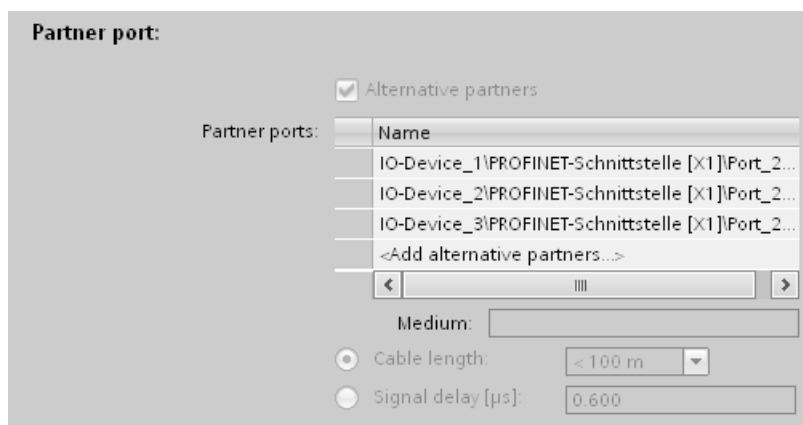 Partner port:
Alternative partners
Partner ports:
Name
IO-Device_1\PROFINET-Schnittstelle [X1]\Port_2...
IO-Device_2\PROFINET-Schnittstelle [X1]\Port_2...
IO-Device_3\PROFINET-Schnittstelle [X1]\Port_2...
<Add alternative partners...>
Medium:
Cable length: < 100 m
Signal delay [µs]: 0.600